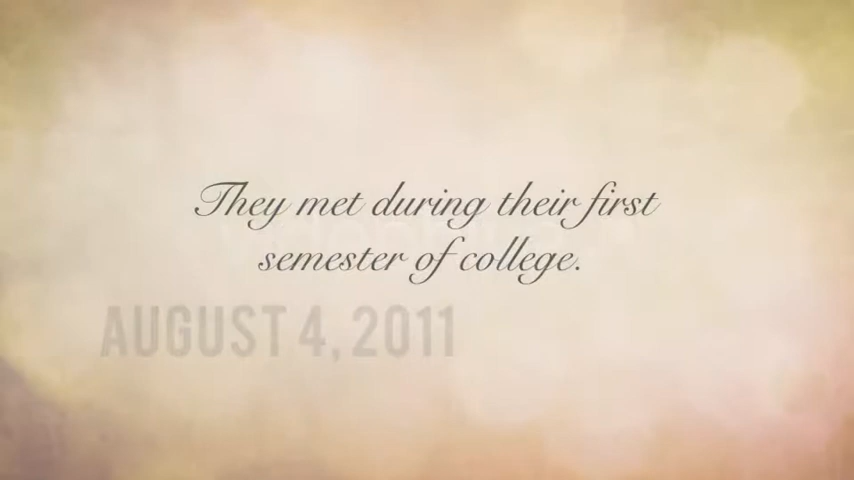 They met during their first
semester of college.
AUGUST 4, 2011